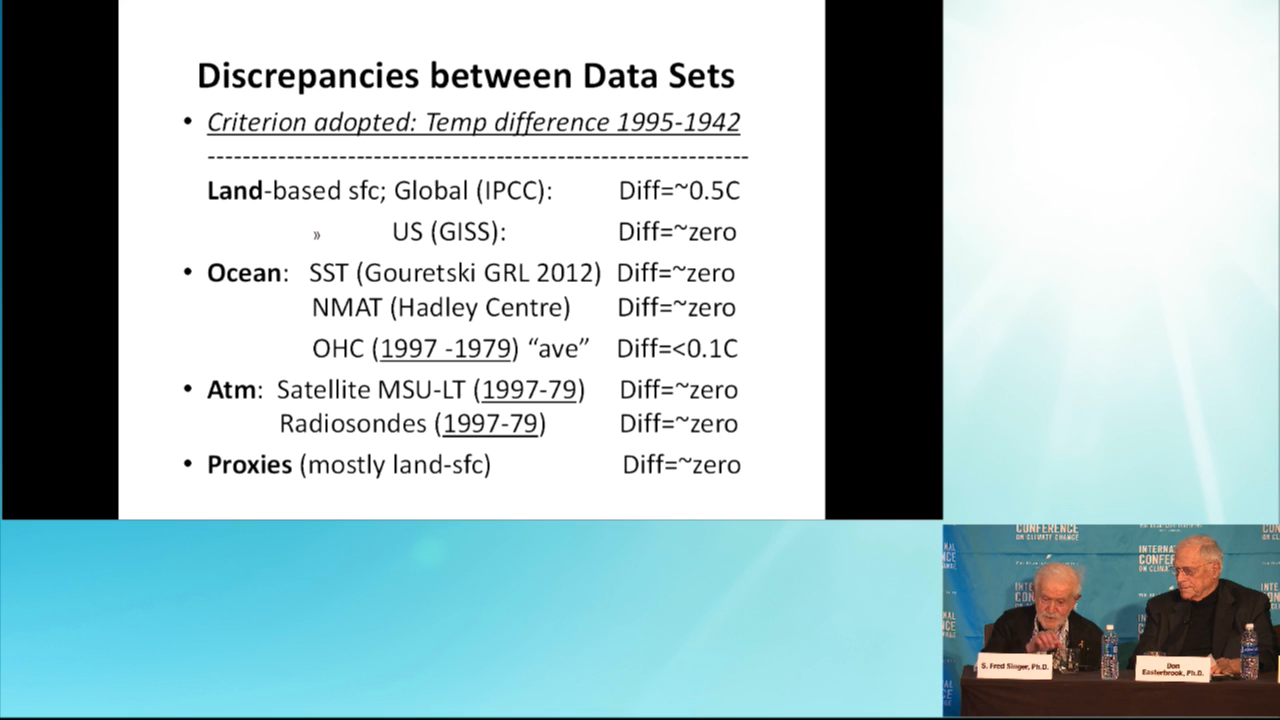 Discrepancies between Data Sets
• Criterion adopted: Temp difference 1995-1942
-------------------------------------------------------------
Land-based sfc; Global (IPCC): Diff=~0.5C
» US (GISS): Diff=~zero
• Ocean: SST (Gouretski GRL 2012) Diff=~zero
NMAT (Hadley Centre) Diff=~zero
OHC (1997 -1979) “ave” Diff=<0.1C
• Atm: Satellite MSU-LT (1997-79) Diff=~zero
Radiosondes (1997-79) Diff=~zero
• Proxies (mostly land-sfc) Diff=~zero
CONFERENCE
ON CLIMATE CHANGE
S. Fred Singer, Ph.D.
Don
Easterbrook, Ph.D.